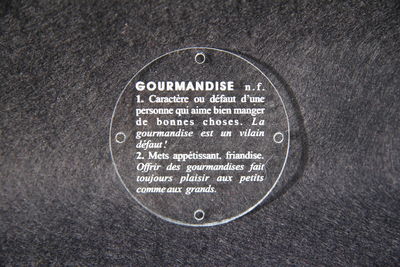 GOURMANDISE n.f.
1. Caractère ou défaut d'une
personne qui aime bien manger
de bonnes choses. La
gourmandise est un vilain
défaut !
2. Mets appétissant, friandise.
Offrir des gourmandises fait
toujours plaisir aux petits
comme aux grands.